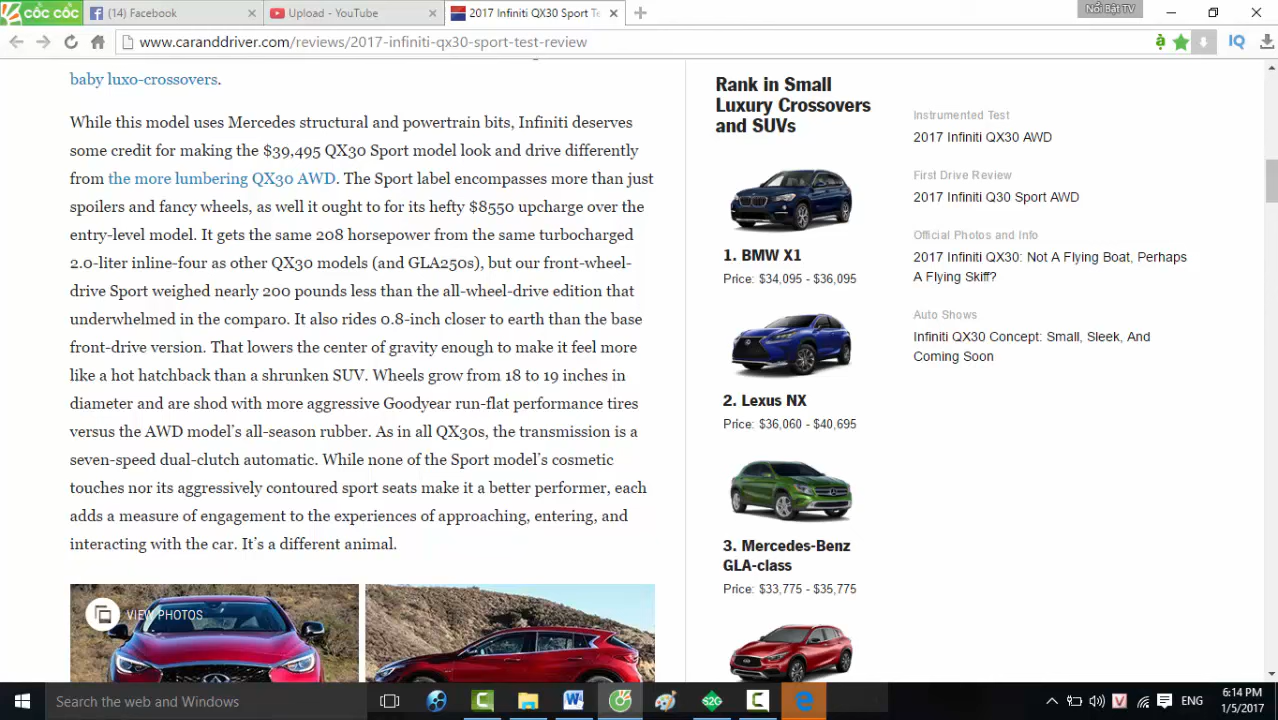 cốc cốc
(14) Facebook
Upload - YouTube
2017 Infiniti QX30 Sport Te
Nổi Bật TV
www.caranddriver.com/reviews/2017-infiniti-qx30-sport-test-review
baby luxo-crossovers.
While this model uses Mercedes structural and powertrain bits, Infiniti deserves
some credit for making the $39,495 QX30 Sport model look and drive differently
from the more lumbering QX30 AWD. The Sport label encompasses more than just
spoilers and fancy wheels, as well it ought to for its hefty $8550 upcharge over the
entry-level model. It gets the same 208 horsepower from the same turbocharged
2.0-liter inline-four as other QX30 models (and GLA250s), but our front-wheel-
drive Sport weighed nearly 200 pounds less than the all-wheel-drive edition that
underwhelmed in the comparo. It also rides 0.8-inch closer to earth than the base
front-drive version. That lowers the center of gravity enough to make it feel more
like a hot hatchback than a shrunken SUV. Wheels grow from 18 to 19 inches in
diameter and are shod with more aggressive Goodyear run-flat performance tires
versus the AWD model's all-season rubber. As in all QX30s, the transmission is a
seven-speed dual-clutch automatic. While none of the Sport model's cosmetic
touches nor its aggressively contoured sport seats make it a better performer, each
adds a measure of engagement to the experiences of approaching, entering, and
interacting with the car. It's a different animal.
VIEW PHOTOS
Rank in Small
Luxury Crossovers
and SUVs
1. BMW X1
Price: $34,095 - $36,095
2. Lexus NX
Price: $36,060 - $40,695
3. Mercedes-Benz
GLA-class
Price: $33,775 - $35,775
Instrumented Test
2017 Infiniti QX30 AWD
First Drive Review
2017 Infiniti Q30 Sport AWD
Official Photos and Info
2017 Infiniti QX30: Not A Flying Boat, Perhaps
A Flying Skiff?
Auto Shows
Infiniti QX30 Concept: Small, Sleek, And
Coming Soon
Search the web and Windows
S2G
V
ENG
6:14 PM
1/5/2017